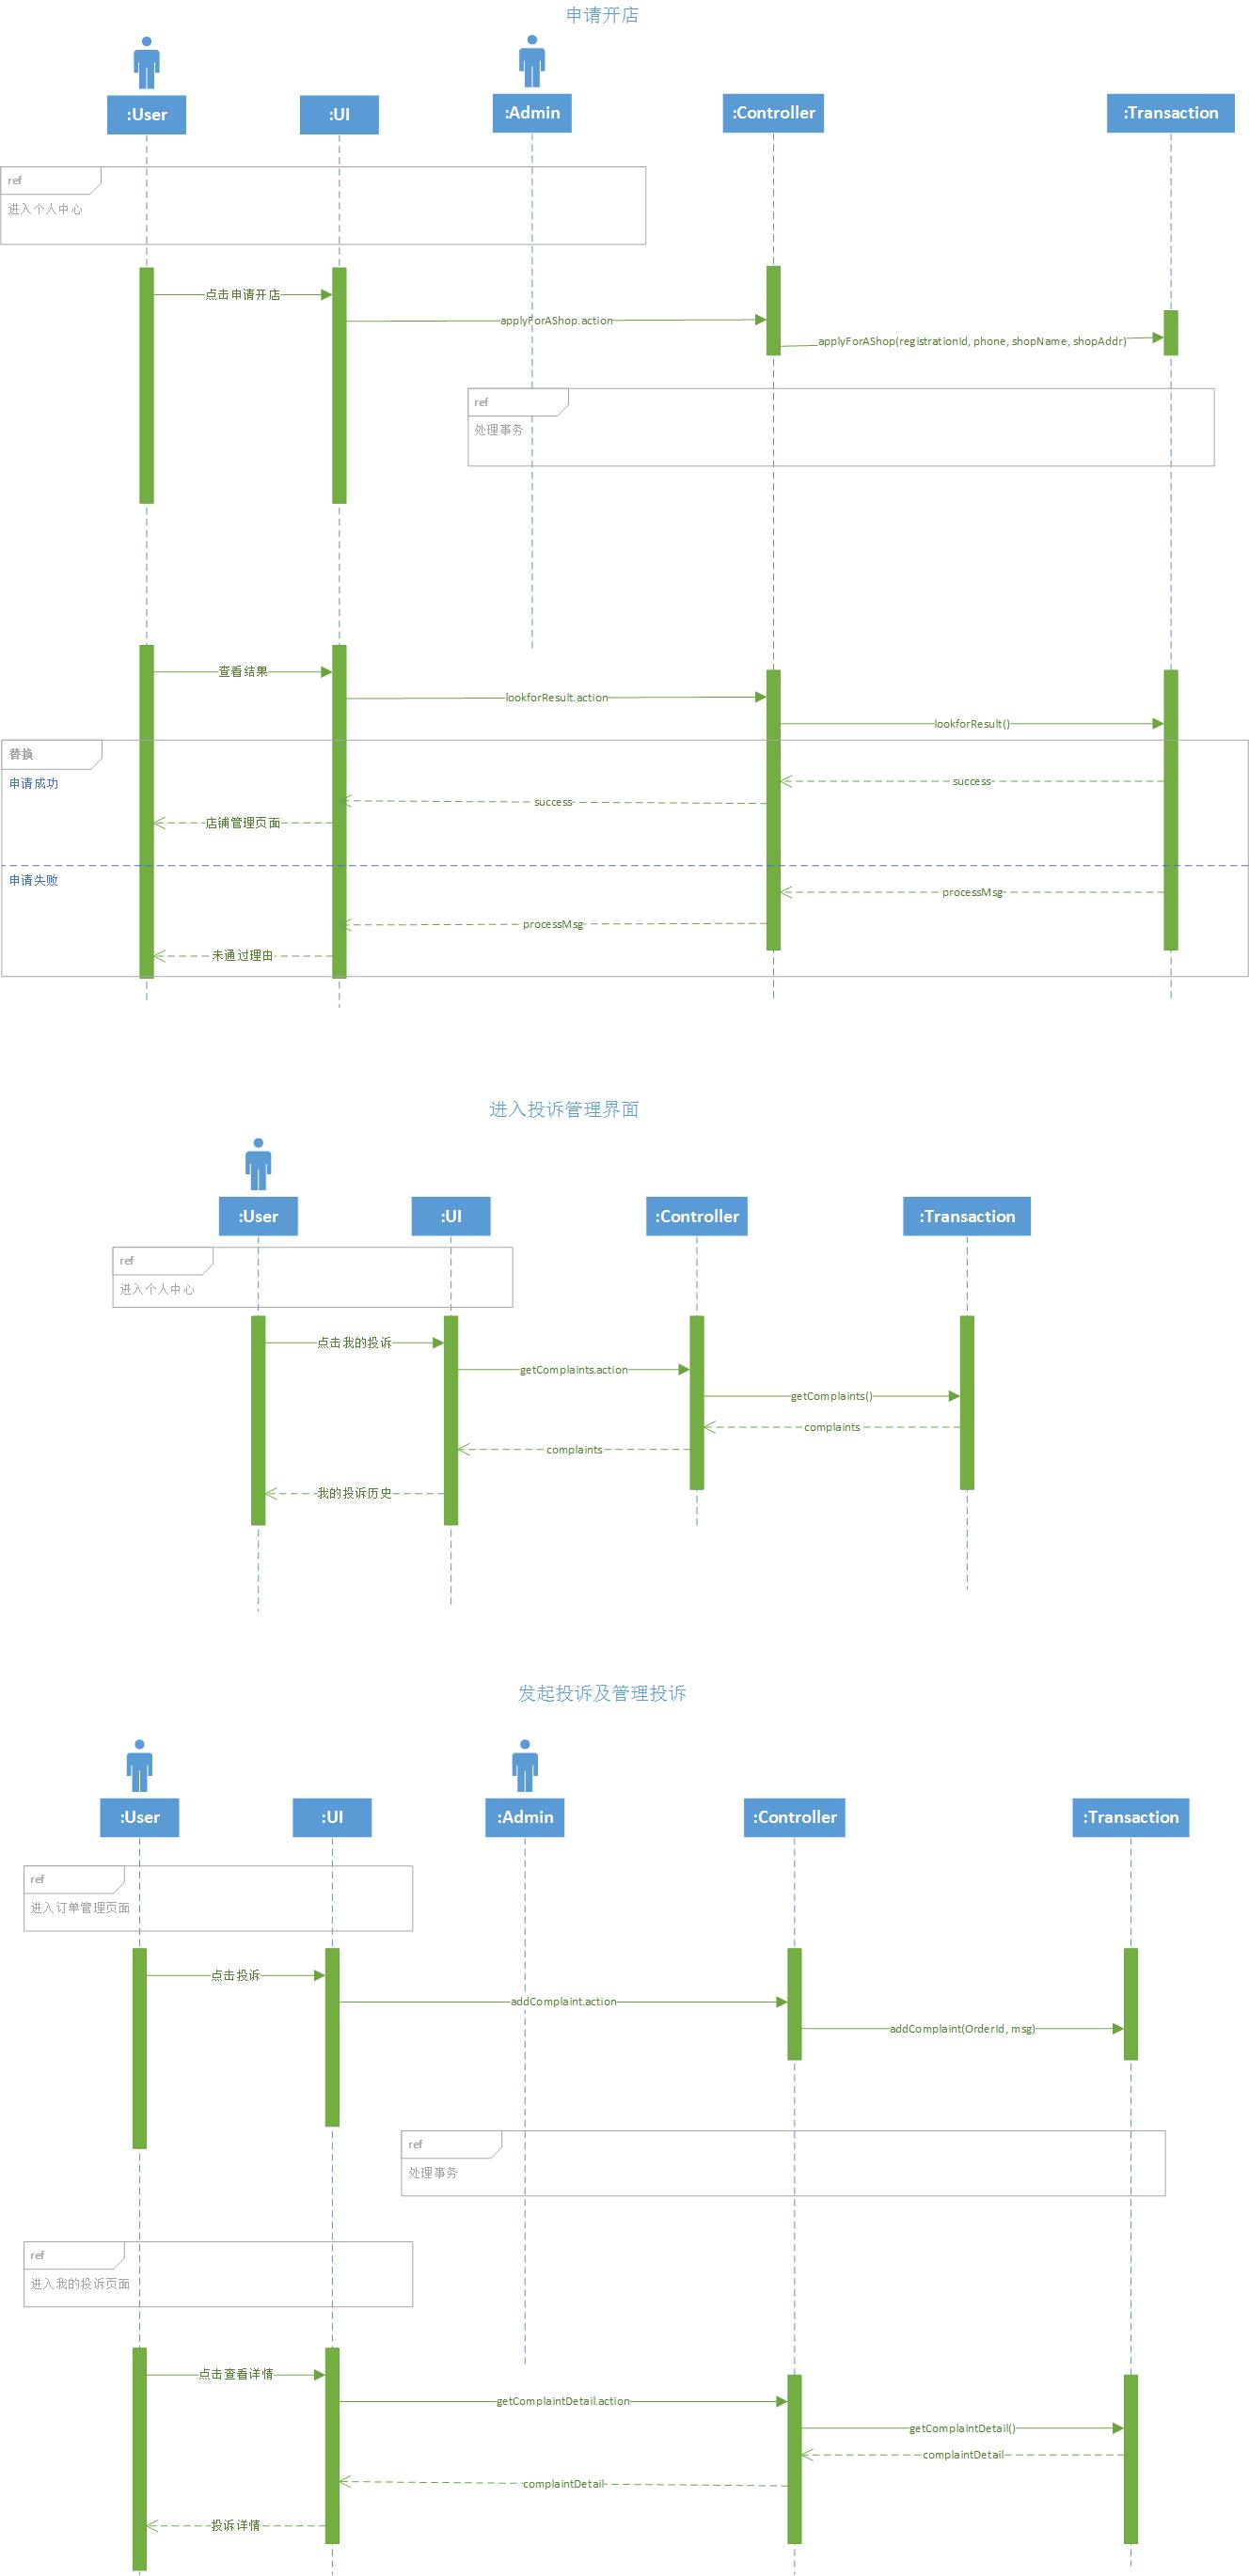 申请开店
:User
:UI
:Admin
:Controller
:Transaction
ref
进入个人中心
点击申请开店
applyForAShop.action
applyForAShop(registrationId, phone, shopName, shopAddr)
ref
处理事务
查看结果
lookforResult.action
lookforResult()
替换
申请成功
success
success
店铺管理页面
申请失败
processMsg
processMsg
未通过理由
进入投诉管理界面
:User
:UI
:Controller
:Transaction
ref
进入个人中心
点击我的投诉
getComplaints.action
getComplaints()
complaints
complaints
我的投诉历史
发起投诉及管理投诉
:User
:UI
:Admin
:Controller
:Transaction
ref
进入订单管理页面
点击投诉
addComplaint.action
addComplaint(OrderId, msg)
ref
处理事务
ref
进入我的投诉页面
点击查看详情
getComplaintDetail.action
getComplaintDetail()
complaintDetail
complaintDetail
投诉详情